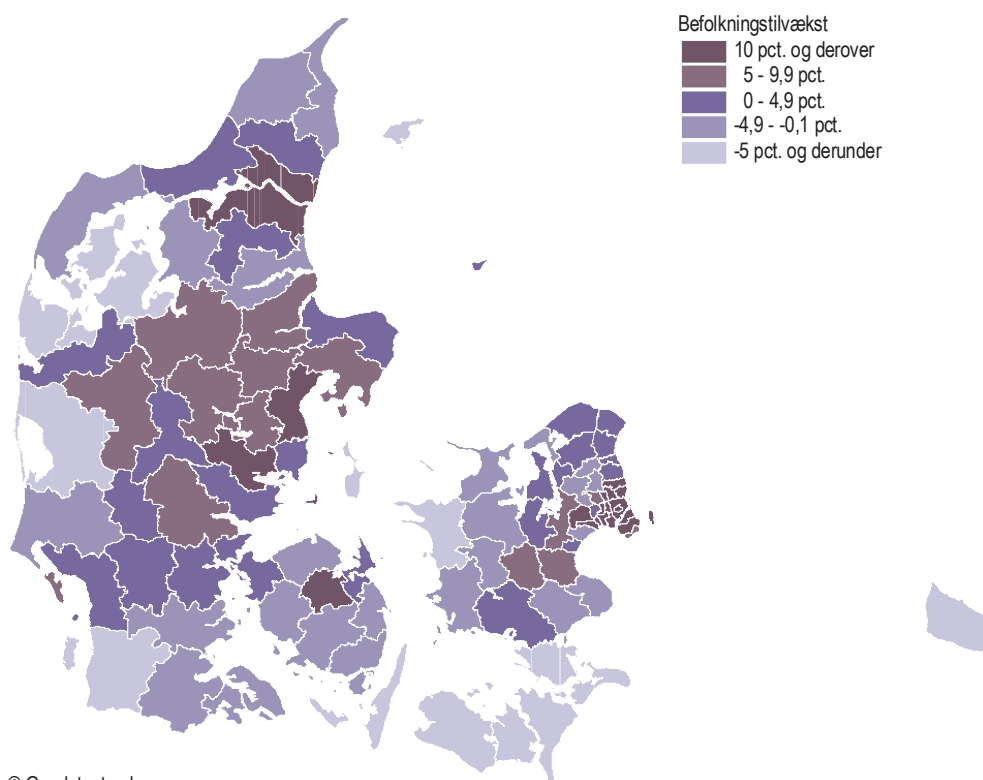 Befolkningstilvækst
10 pct. og derover
5 - 9,9 pct.
0 - 4,9 pct.
-4,9 - -0,1 pct.
-5 pct. og derunder